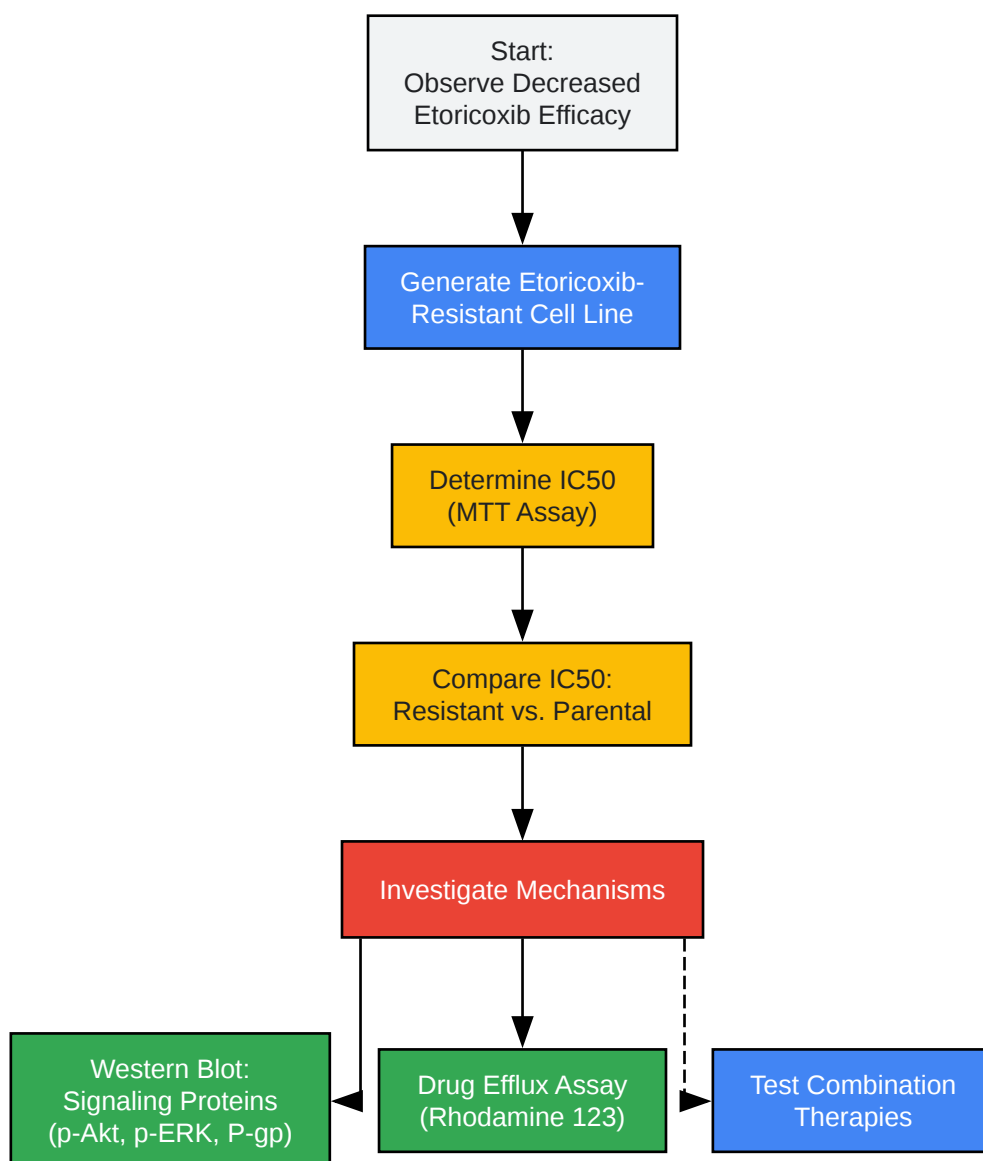 Start:
Observe Decreased
Etoricoxib Efficacy
Generate Etoricoxib-
Resistant Cell Line
Determine IC50
(MTT Assay)
Compare IC50:
Resistant vs. Parental
Investigate Mechanisms
Western Blot:
Signaling Proteins
(p-Akt, p-ERK, P-gp)
Drug Efflux Assay
(Rhodamine 123)
Test Combination
Therapies